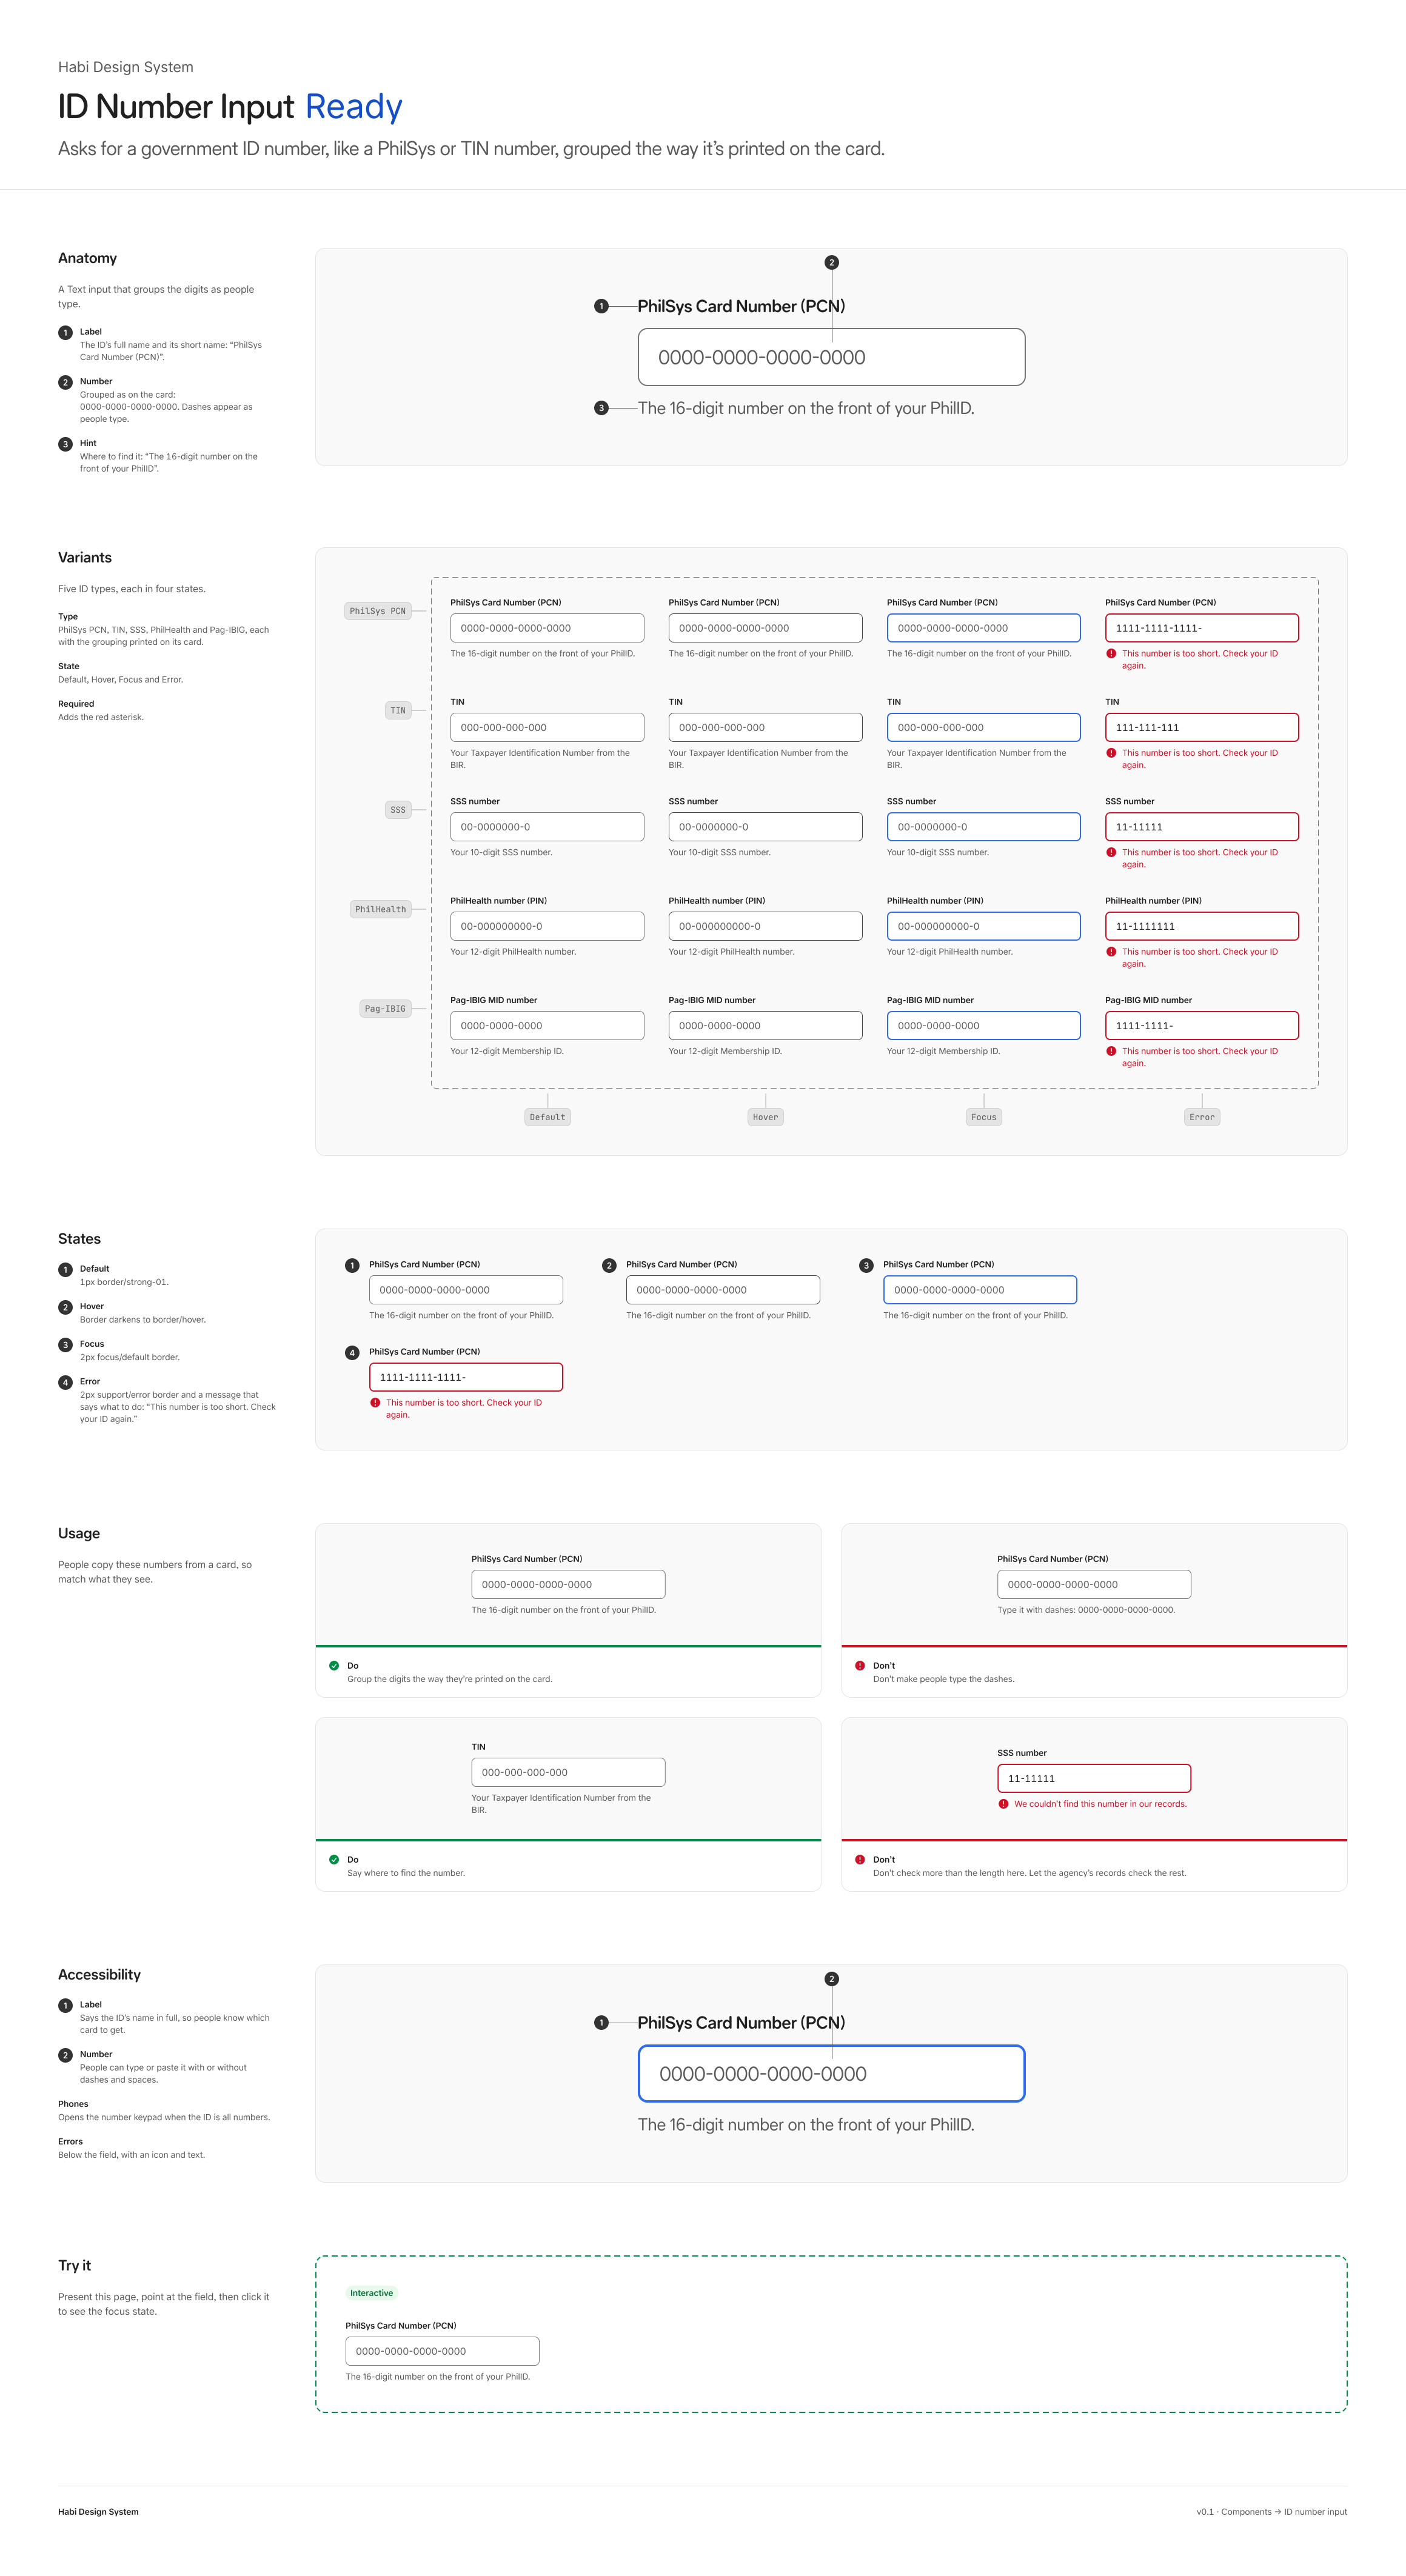 Habi Design System
ID Number Input Ready
Asks for a government ID number, like a PhilSys or TIN number, grouped the way it’s printed on the card.
Anatomy
A Text input that groups the digits as people
type.
1 Label
The ID’s full name and its short name: “PhilSys
Card Number (PCN)”.
2 Number
Grouped as on the card:
0000-0000-0000-0000. Dashes appear as
people type.
3 Hint
Where to find it: “The 16-digit number on the
front of your PhilID”.
2
1 PhilSys Card Number (PCN)
0000-0000-0000-0000
3 The 16-digit number on the front of your PhilID.
Variants
Five ID types, each in four states.
Type
PhilSys PCN, TIN, SSS, PhilHealth and Pag-IBIG, each
with the grouping printed on its card.
State
Default, Hover, Focus and Error.
Required
Adds the red asterisk.
PhilSys PCN
PhilSys Card Number (PCN) PhilSys Card Number (PCN) PhilSys Card Number (PCN) PhilSys Card Number (PCN)
0000-0000-0000-0000 0000-0000-0000-0000 0000-0000-0000-0000 1111-1111-1111-
The 16-digit number on the front of your PhilID. The 16-digit number on the front of your PhilID. The 16-digit number on the front of your PhilID. This number is too short. Check your ID
again.
TIN
TIN TIN TIN TIN
000-000-000-000 000-000-000-000 000-000-000-000 111-111-111
Your Taxpayer Identification Number from the Your Taxpayer Identification Number from the Your Taxpayer Identification Number from the This number is too short. Check your ID
BIR. BIR. BIR. again.
SSS
SSS number SSS number SSS number SSS number
00-0000000-0 00-0000000-0 00-0000000-0 11-11111
Your 10-digit SSS number. Your 10-digit SSS number. Your 10-digit SSS number. This number is too short. Check your ID
again.
PhilHealth
PhilHealth number (PIN) PhilHealth number (PIN) PhilHealth number (PIN) PhilHealth number (PIN)
00-000000000-0 00-000000000-0 00-000000000-0 11-1111111
Your 12-digit PhilHealth number. Your 12-digit PhilHealth number. Your 12-digit PhilHealth number. This number is too short. Check your ID
again.
Pag-IBIG
Pag-IBIG MID number Pag-IBIG MID number Pag-IBIG MID number Pag-IBIG MID number
0000-0000-0000 0000-0000-0000 0000-0000-0000 1111-1111-
Your 12-digit Membership ID. Your 12-digit Membership ID. Your 12-digit Membership ID. This number is too short. Check your ID
again.
Default Hover Focus Error
States
1 Default
1px border/strong-01.
2 Hover
Border darkens to border/hover.
3 Focus
2px focus/default border.
4 Error
2px support/error border and a message that
says what to do: “This number is too short. Check
your ID again.”
1 PhilSys Card Number (PCN) 2 PhilSys Card Number (PCN) 3 PhilSys Card Number (PCN)
0000-0000-0000-0000 0000-0000-0000-0000 0000-0000-0000-0000
The 16-digit number on the front of your PhilID. The 16-digit number on the front of your PhilID. The 16-digit number on the front of your PhilID.
4 PhilSys Card Number (PCN)
1111-1111-1111-
This number is too short. Check your ID
again.
Usage
People copy these numbers from a card, so
match what they see.
PhilSys Card Number (PCN)
0000-0000-0000-0000
The 16-digit number on the front of your PhilID.
Do
Group the digits the way they’re printed on the card.
PhilSys Card Number (PCN)
0000-0000-0000-0000
Type it with dashes: 0000-0000-0000-0000.
Don’t
Don’t make people type the dashes.
TIN
000-000-000-000
Your Taxpayer Identification Number from the
BIR.
Do
Say where to find the number.
SSS number
11-11111
We couldn’t find this number in our records.
Don’t
Don’t check more than the length here. Let the agency’s records check the rest.
Accessibility
1 Label
Says the ID’s name in full, so people know which
card to get.
2 Number
People can type or paste it with or without
dashes and spaces.
Phones
Opens the number keypad when the ID is all numbers.
Errors
Below the field, with an icon and text.
2
1 PhilSys Card Number (PCN)
0000-0000-0000-0000
The 16-digit number on the front of your PhilID.
Try it
Present this page, point at the field, then click it
to see the focus state.
Interactive
PhilSys Card Number (PCN)
0000-0000-0000-0000
The 16-digit number on the front of your PhilID.
Habi Design System
v0.1 · Components → ID number input